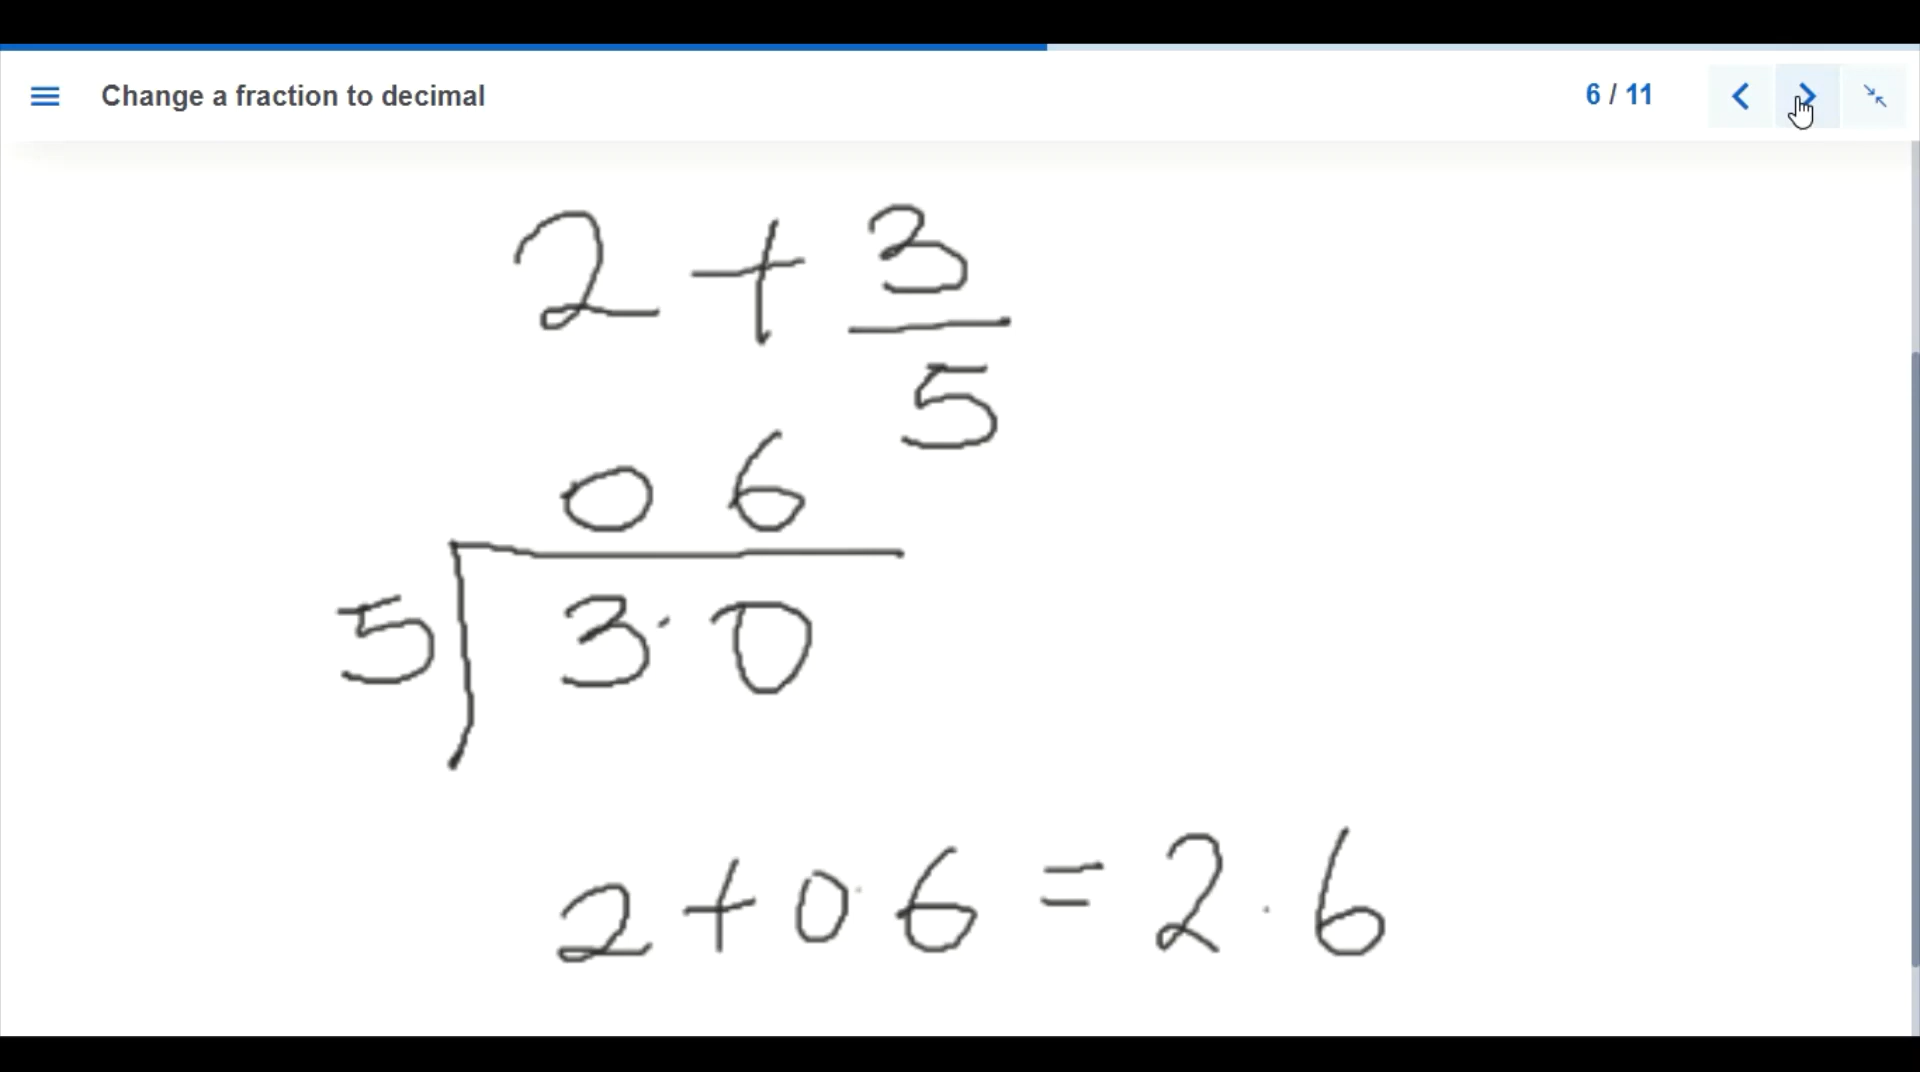 Change a fraction to decimal
6 / 11
2 + 3/5
0 6
5 3.0
2 + 0.6 = 2.6